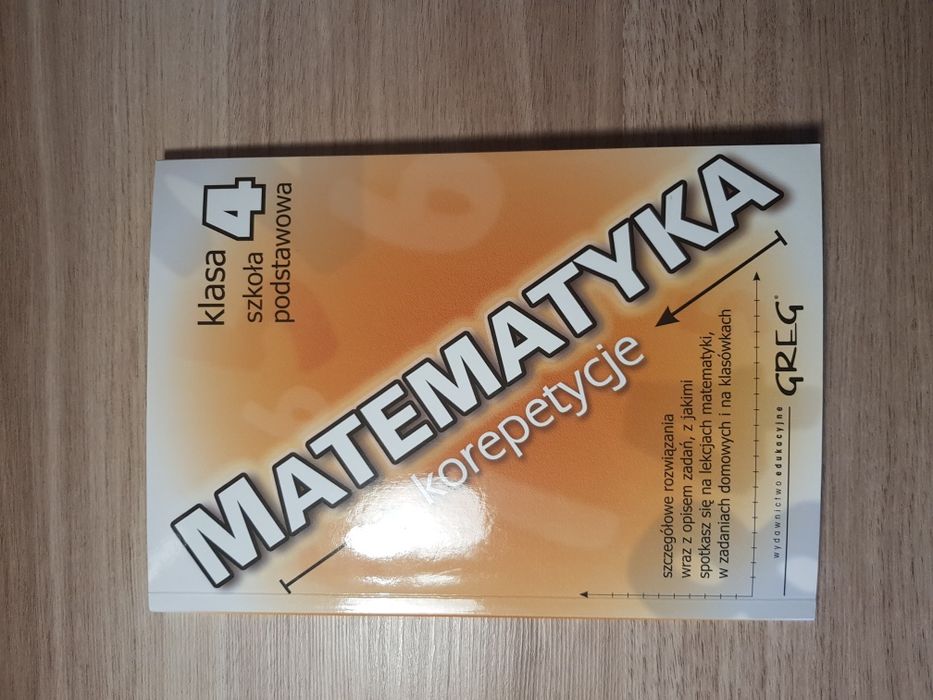 klasa 4
szkoła
podstawowa
MATEMATYKA
korepetycje
szczegółowe rozwiązania
wraz z opisem zadań, z jakimi
spotkasz się na lekcjach matematyki,
w zadaniach domowych i na klasówkach
wydawnictwo edukacyjne GREG®